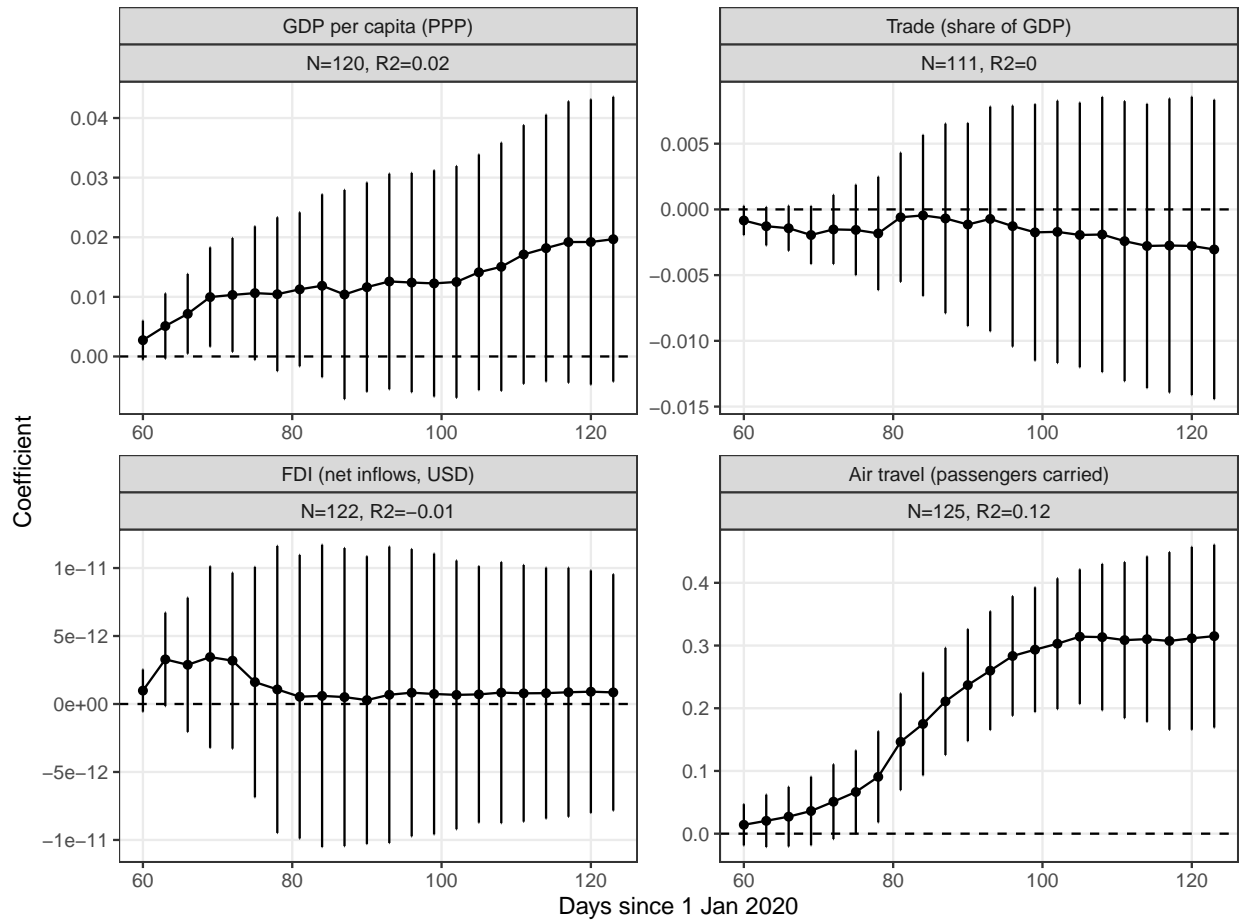 GDP per capita (PPP)
N=120, R2=0.02
0.04
0.03
0.02
0.01
0.00
60 80 100 120
Trade (share of GDP)
N=111, R2=0
0.005
0.000
−0.005
−0.010
−0.015
60 80 100 120
Coefficient
FDI (net inflows, USD)
N=122, R2=−0.01
1e−11
5e−12
0e+00
−5e−12
−1e−11
60 80 100 120
Air travel (passengers carried)
N=125, R2=0.12
0.4
0.3
0.2
0.1
0.0
60 80 100 120
Days since 1 Jan 2020